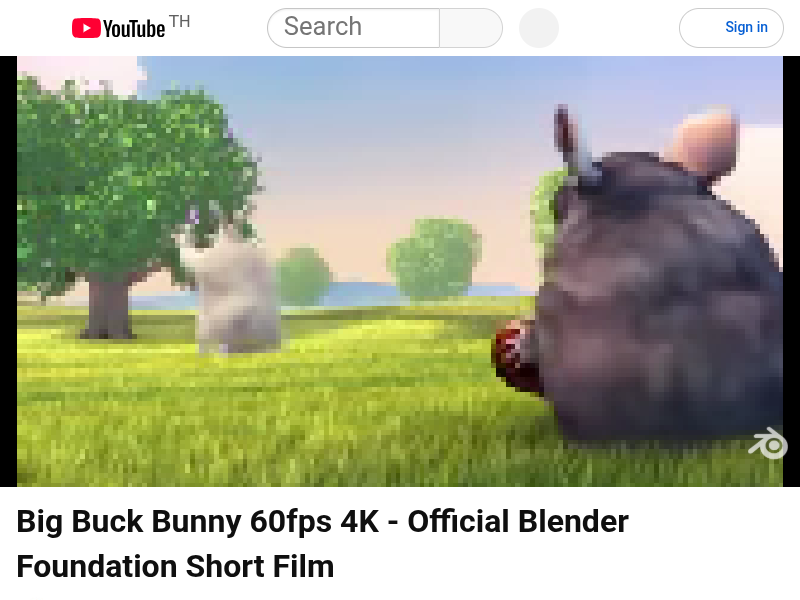 YouTube TH
Search
Sign in
Big Buck Bunny 60fps 4K - Official Blender
Foundation Short Film